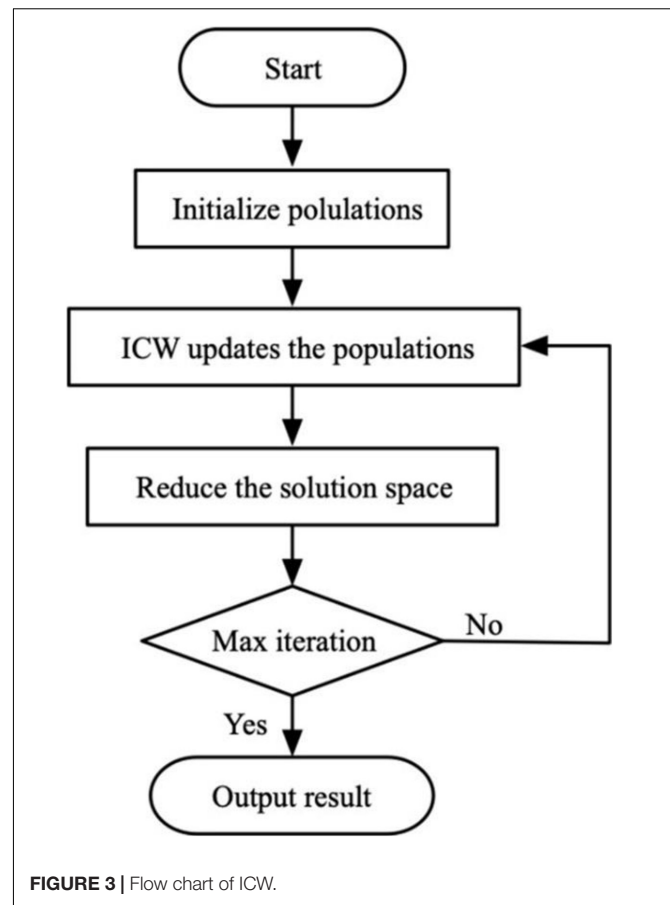 Start
Initialize polulations
ICW updates the populations
Reduce the solution space
Max iteration
No
Yes
Output result
FIGURE 3 | Flow chart of ICW.